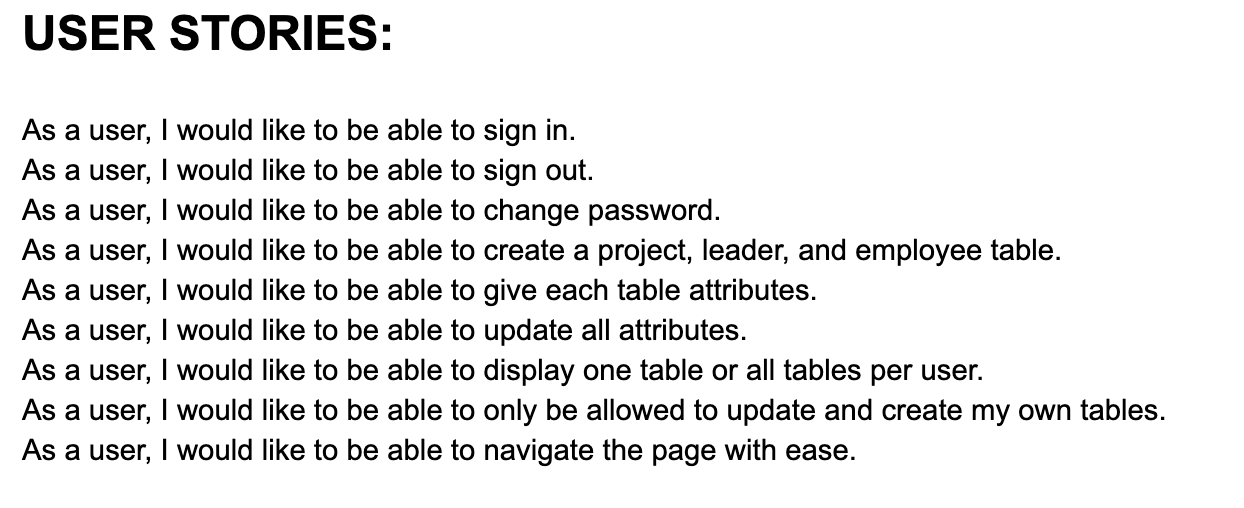 USER STORIES:
As a user, I would like to be able to sign in.
As a user, I would like to be able to sign out.
As a user, I would like to be able to change password.
As a user, I would like to be able to create a project, leader, and employee table.
As a user, I would like to be able to give each table attributes.
As a user, I would like to be able to update all attributes.
As a user, I would like to be able to display one table or all tables per user.
As a user, I would like to be able to only be allowed to update and create my own tables.
As a user, I would like to be able to navigate the page with ease.